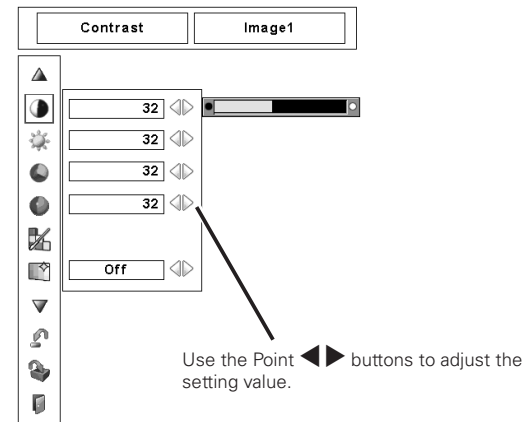 Contrast Image1
32
32
32
32
Off
Use the Point ◀▶ buttons to adjust the
setting value.